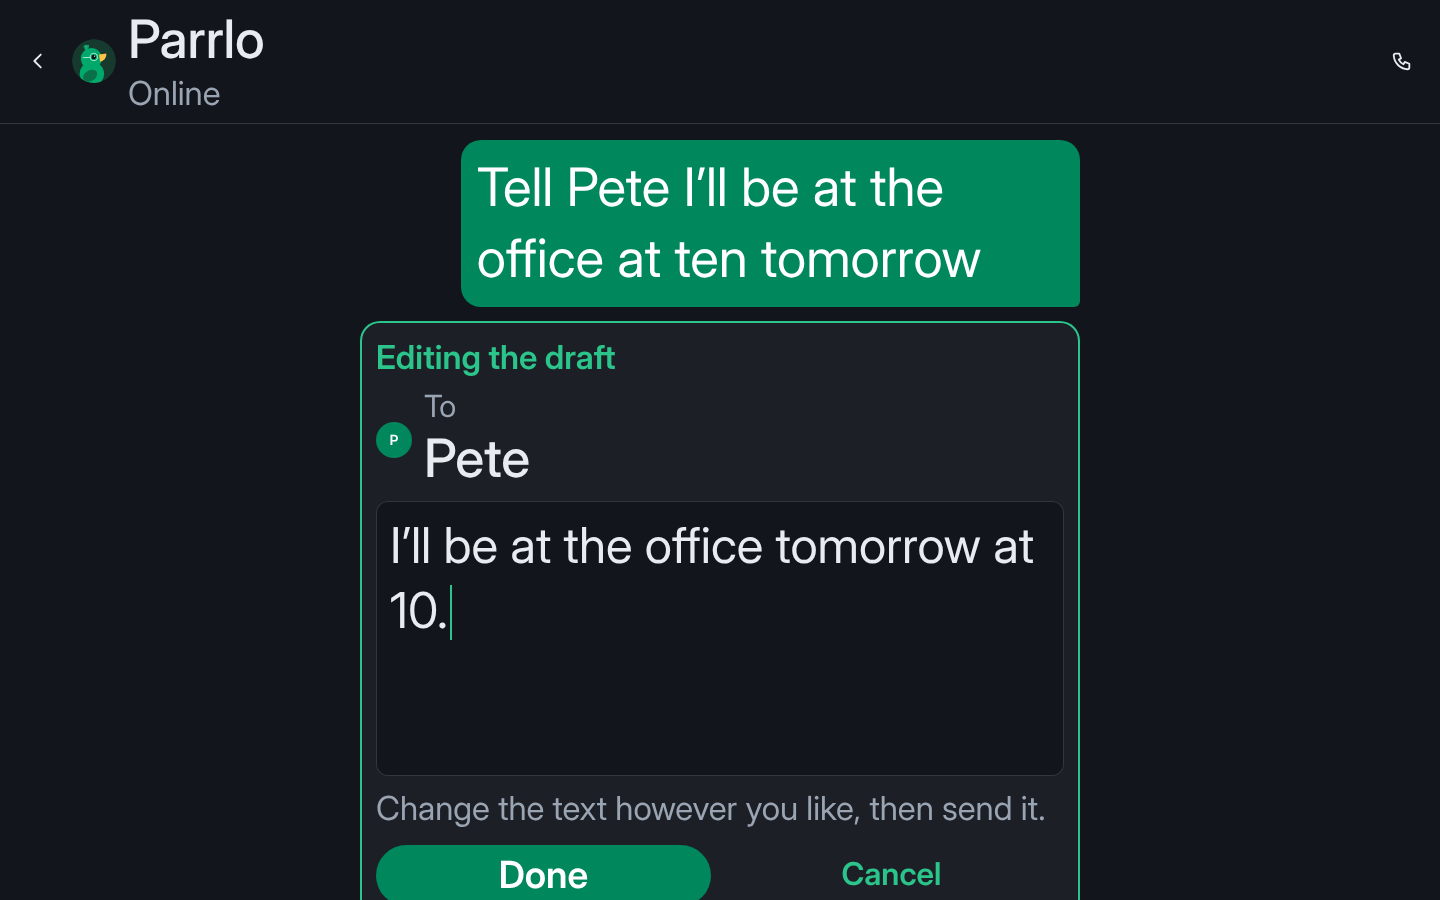 Parrlo
Online
Tell Pete I’ll be at the
office at ten tomorrow
Editing the draft
To
P
Pete
I’ll be at the office tomorrow at
10.
Change the text however you like, then send it.
Done
Cancel